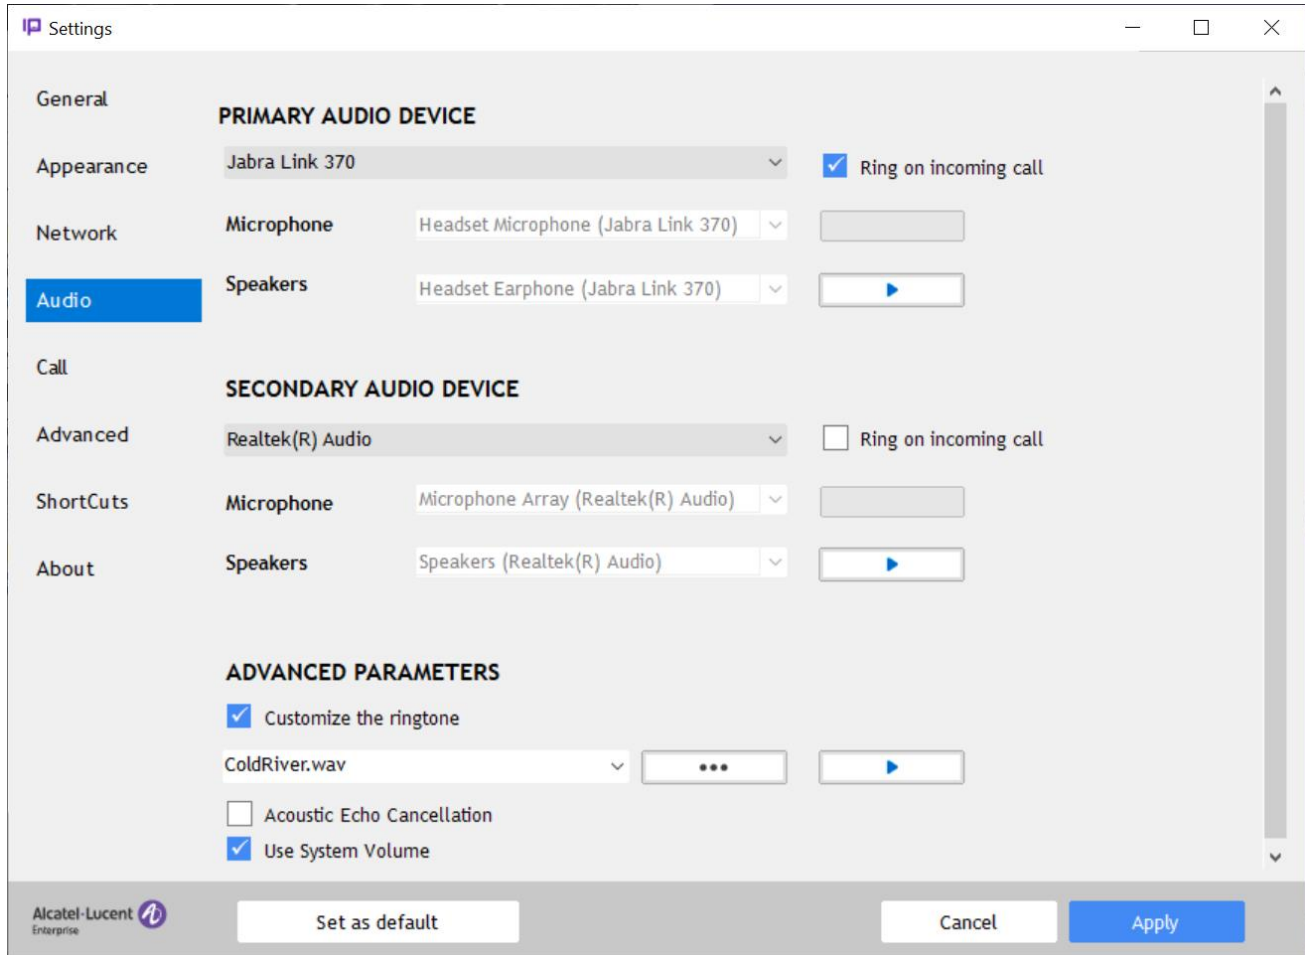 Settings
General
Appearance
Network
Audio
Call
Advanced
ShortCuts
About
PRIMARY AUDIO DEVICE
Jabra Link 370
Ring on incoming call
Microphone Headset Microphone (Jabra Link 370)
Speakers Headset Earphone (Jabra Link 370)
SECONDARY AUDIO DEVICE
Realtek(R) Audio
Ring on incoming call
Microphone Microphone Array (Realtek(R) Audio)
Speakers Speakers (Realtek(R) Audio)
ADVANCED PARAMETERS
Customize the ringtone
ColdRiver.wav
Acoustic Echo Cancellation
Use System Volume
Alcatel-Lucent
Enterprise
Set as default
Cancel
Apply